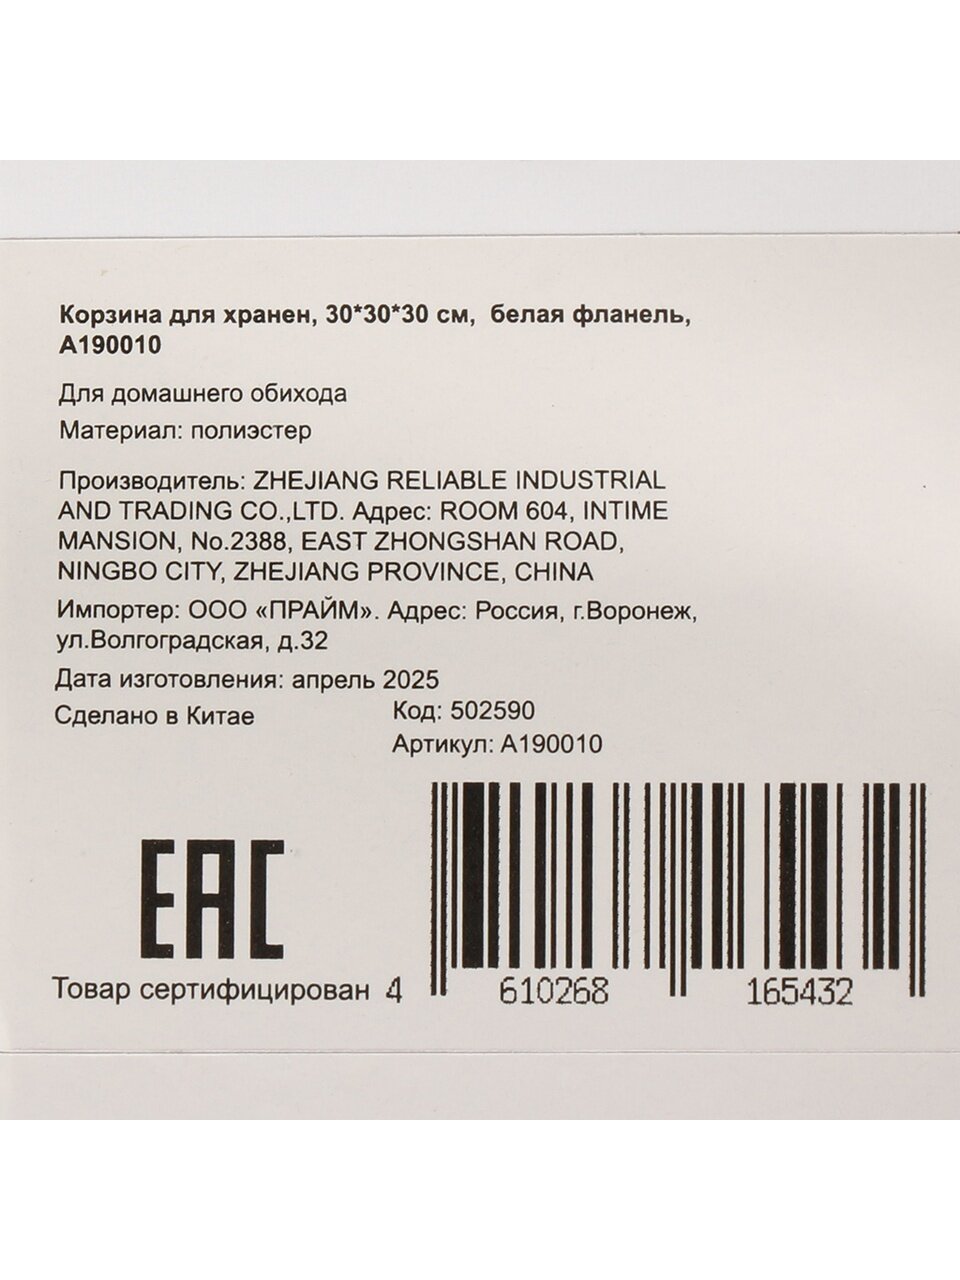 Корзина для хранен, 30*30*30 см, белая фланель,
A190010
Для домашнего обихода
Материал: полиэстер
Производитель: ZHEJIANG RELIABLE INDUSTRIAL
AND TRADING CO.,LTD. Адрес: ROOM 604, INTIME
MANSION, No.2388, EAST ZHONGSHAN ROAD,
NINGBO CITY, ZHEJIANG PROVINCE, CHINA
Импортер: ООО «ПРАЙМ». Адрес: Россия, г.Воронеж,
ул.Волгоградская, д.32
Дата изготовления: апрель 2025
Сделано в Китае
Код: 502590
Артикул: A190010
EAC
Товар сертифицирован
4 610268 165432